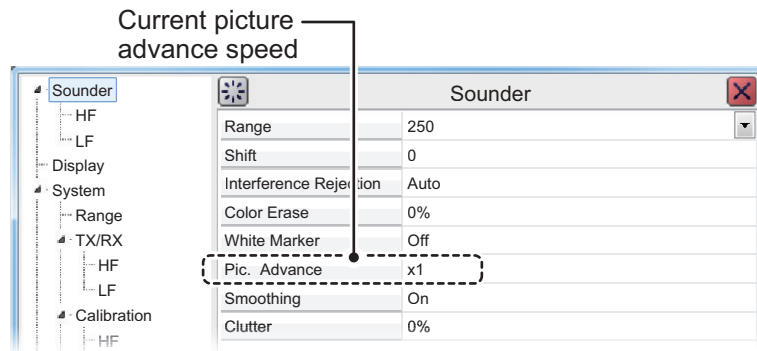 Current picture
advance speed
Sounder
HF
LF
Display
System
Range
TX/RX
HF
LF
Calibration
HF
Sounder
Range 250
Shift 0
Interference Rejection Auto
Color Erase 0%
White Marker Off
Pic. Advance x1
Smoothing On
Clutter 0%